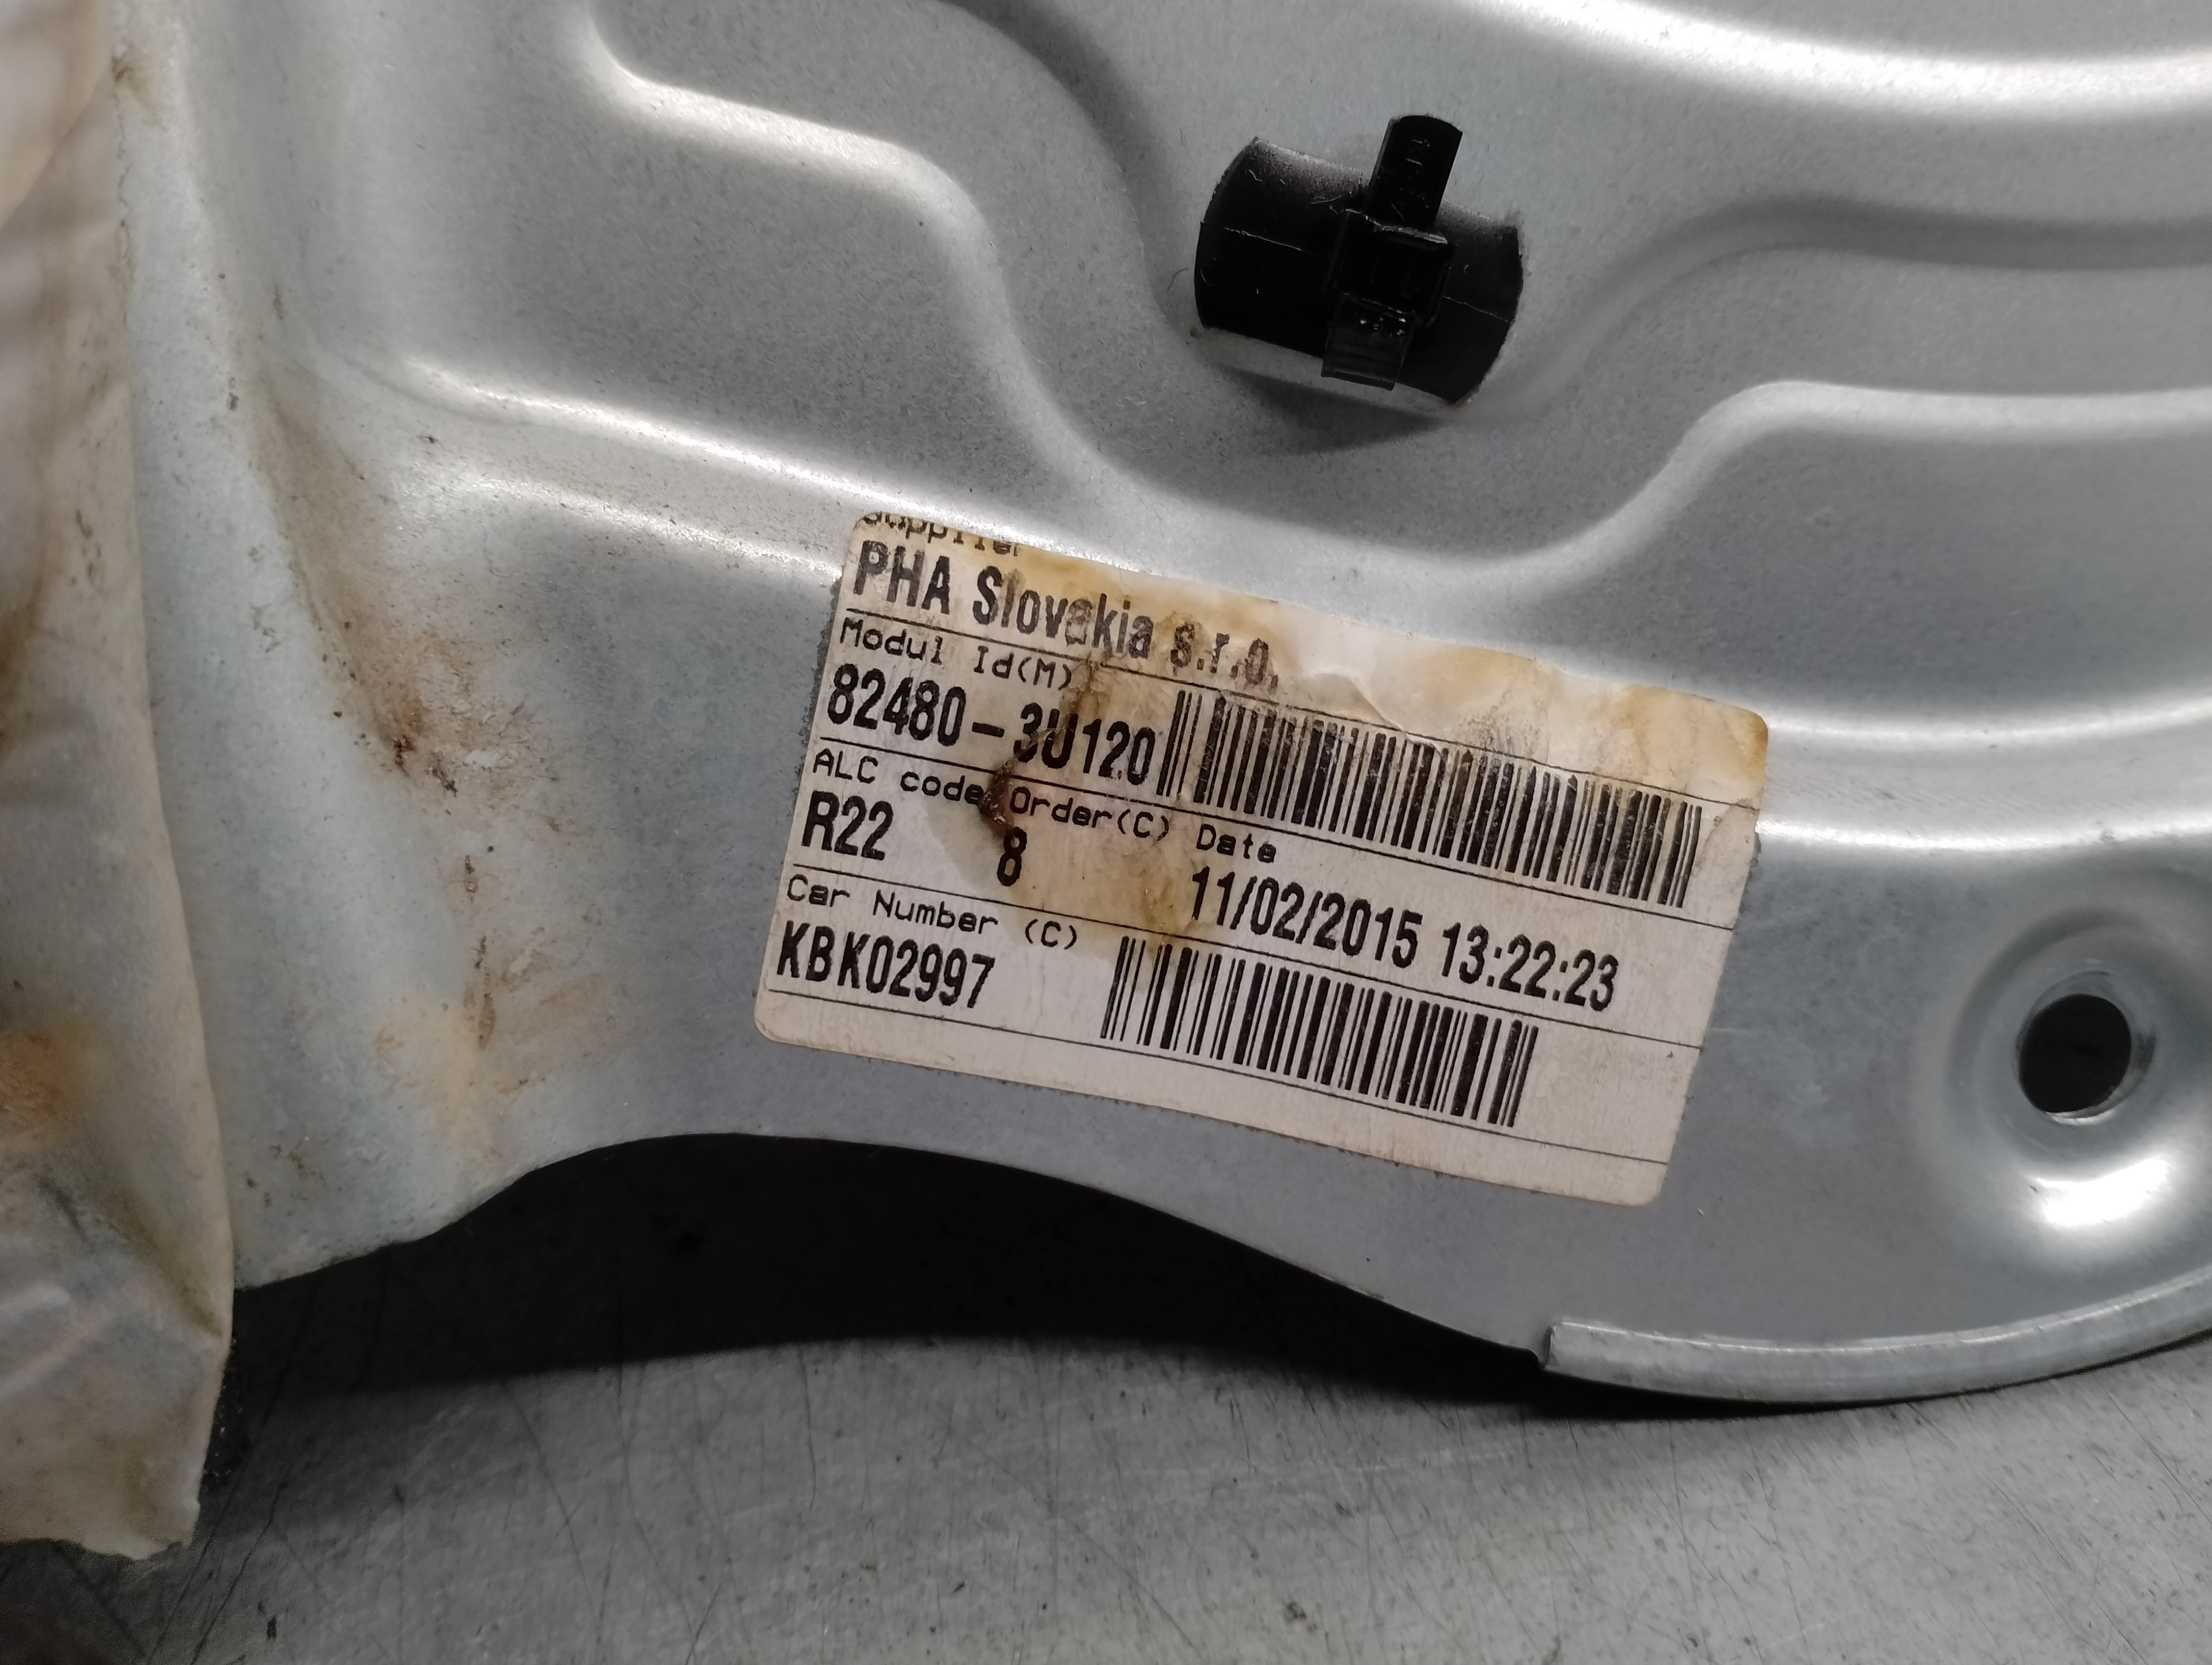 Supplier
PHA Slovakia s.r.o.
Modul Id(M)
82480-3U120
ALC code Order(C) Date
R22 8 11/02/2015 13:22:23
Car Number (C)
KBK02997